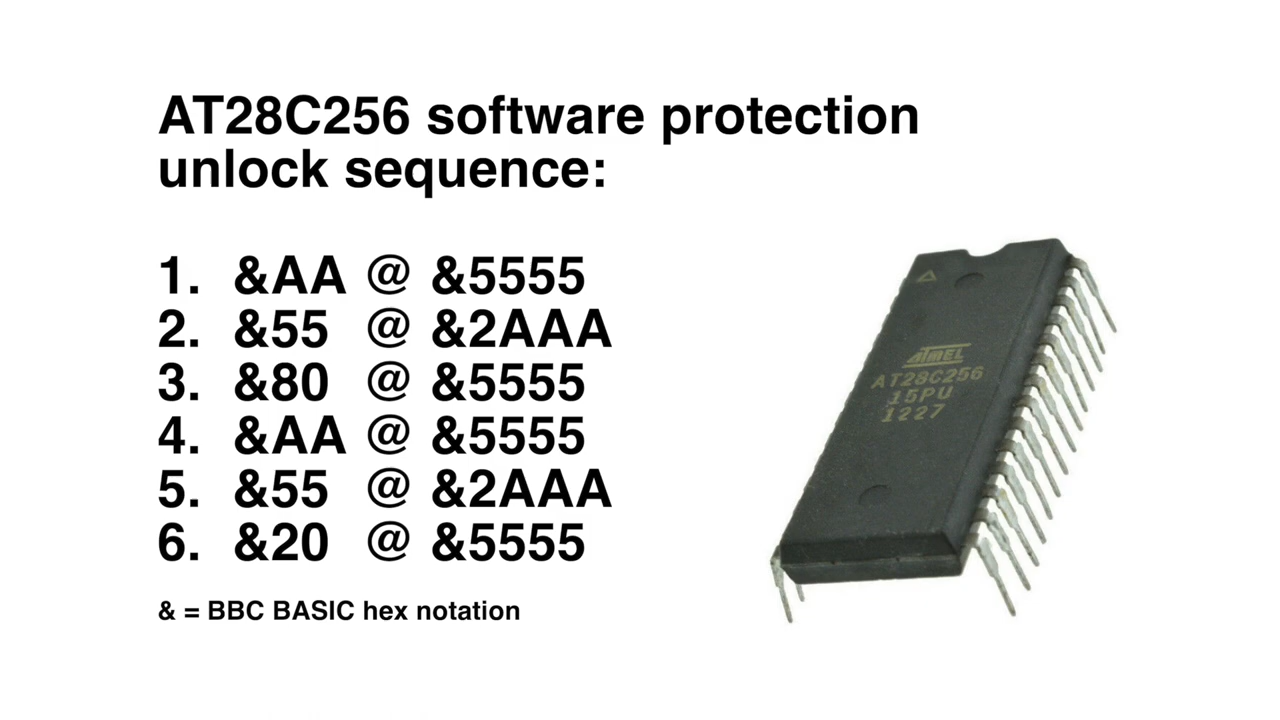 AT28C256 software protection
unlock sequence:
1. &AA @ &5555
2. &55 @ &2AAA
3. &80 @ &5555
4. &AA @ &5555
5. &55 @ &2AAA
6. &20 @ &5555
& = BBC BASIC hex notation
ATMEL
AT28C256
15PU
1227